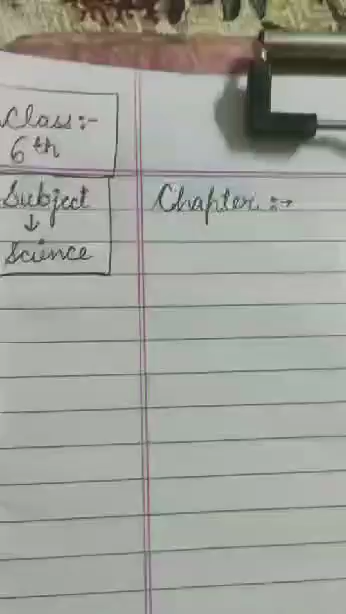 Class:-
6th
Subject
↓
Science
Chapter :→